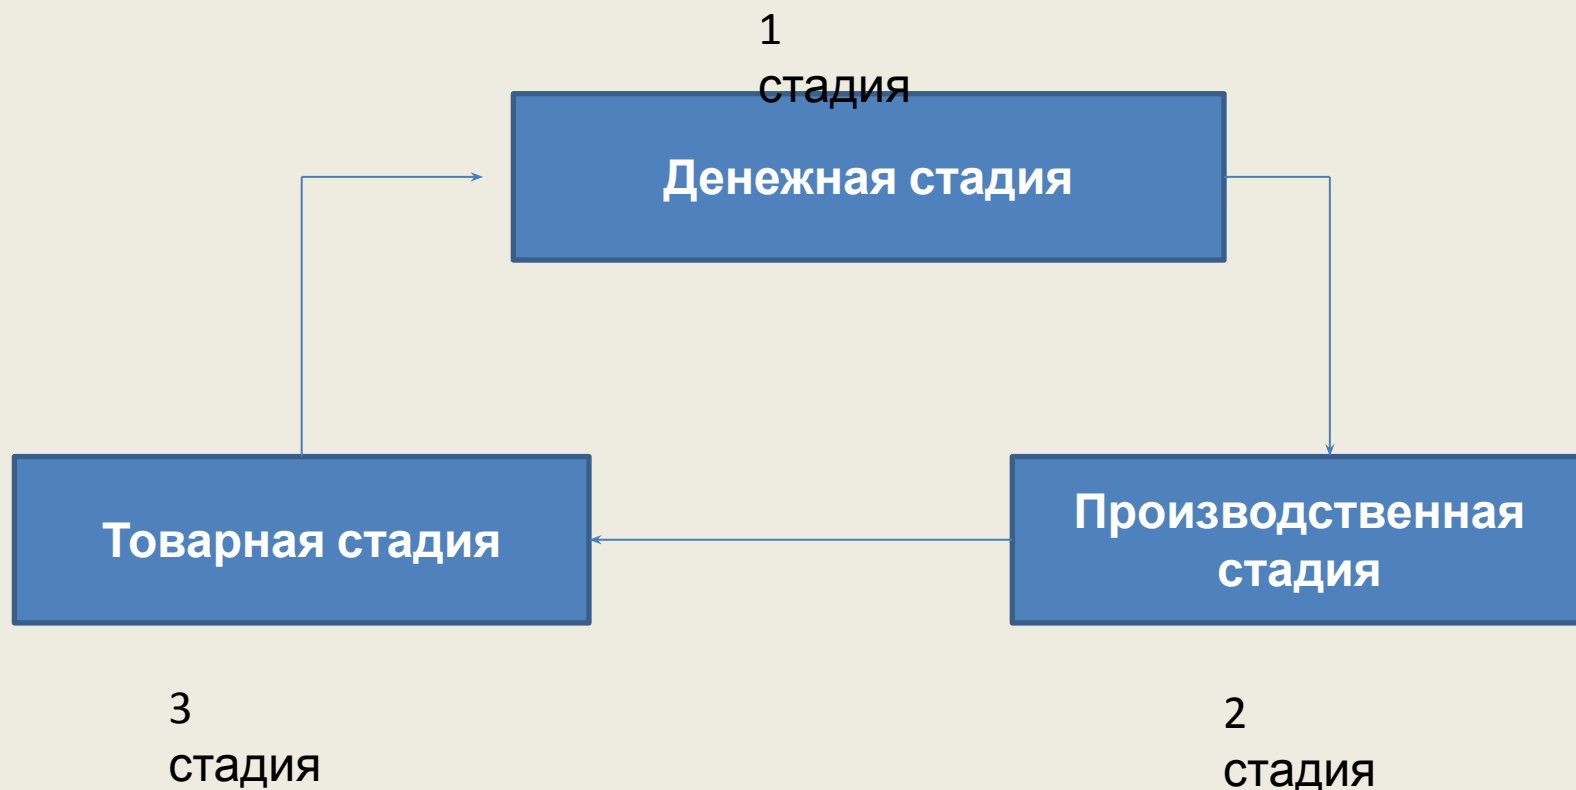 1
стадия
Денежная стадия
Товарная стадия
Производственная
стадия
3
стадия
2
стадия